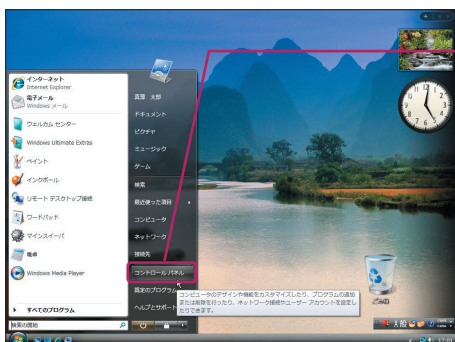 インターネット
Internet Explorer
電子メール
Windows メール
ウェルカム センター
Windows Ultimate Extras
ペイント
インクボール
リモート デスクトップ接続
ワードパッド
マインスイーパ
電卓
Windows Media Player
すべてのプログラム
検索の開始
ドキュメント
ピクチャ
ミュージック
ゲーム
検索
最近使った項目
コンピュータ
ネットワーク
接続先
コントロール パネル
既定のプログラム
ヘルプとサポート
コンピュータのデザインや機能をカスタマイズしたり、プログラムの追加
または削除を行ったり、ネットワーク接続やユーザー アカウントを設定し
たりできます。
ごみ箱
A 般
17:01